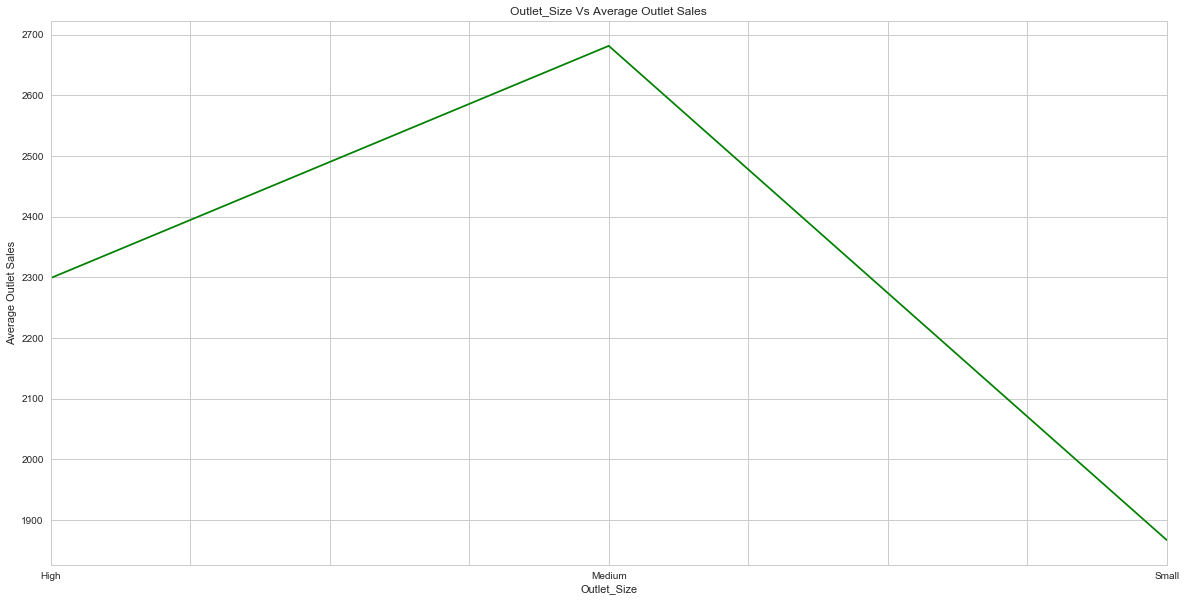 Outlet_Size Vs Average Outlet Sales
2700
2600
2500
2400
2300
2200
2100
2000
1900
Average Outlet Sales
High Medium Small
Outlet_Size